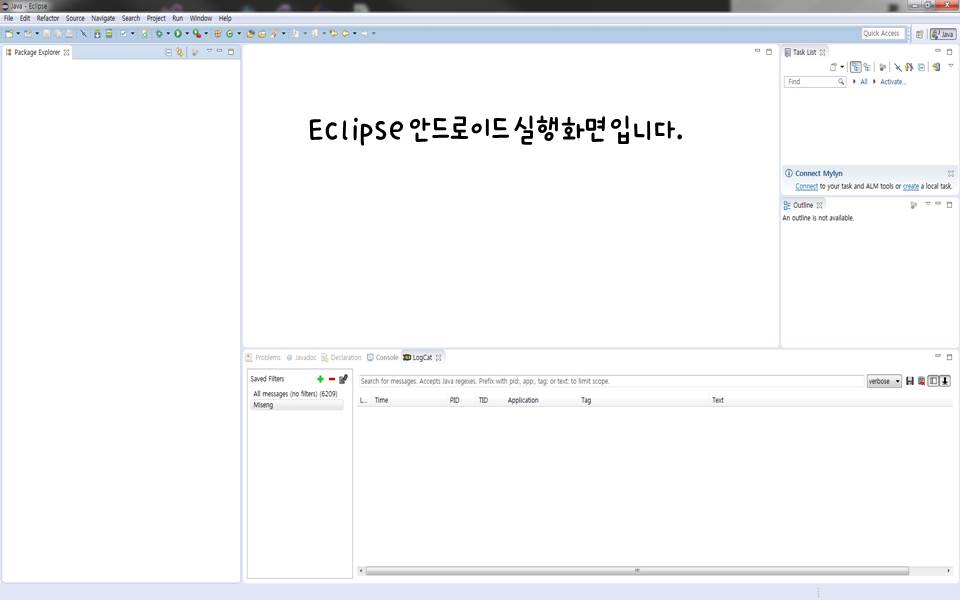 Java - Eclipse
File Edit Refactor Source Navigate Search Project Run Window Help
Quick Access Java
Package Explorer
Task List
Find All Activate...
Eclipse 안드로이드 실행화면 입니다.
Connect Mylyn
Connect to your task and ALM tools or create a local task.
Outline
An outline is not available.
Problems @ Javadoc Declaration Console LogCat
Saved Filters
Search for messages. Accepts Java regexes. Prefix with pid:, app:, tag: or text: to limit scope.
verbose
All messages (no filters) (6209)
Miseng
L... Time PID TID Application Tag Text